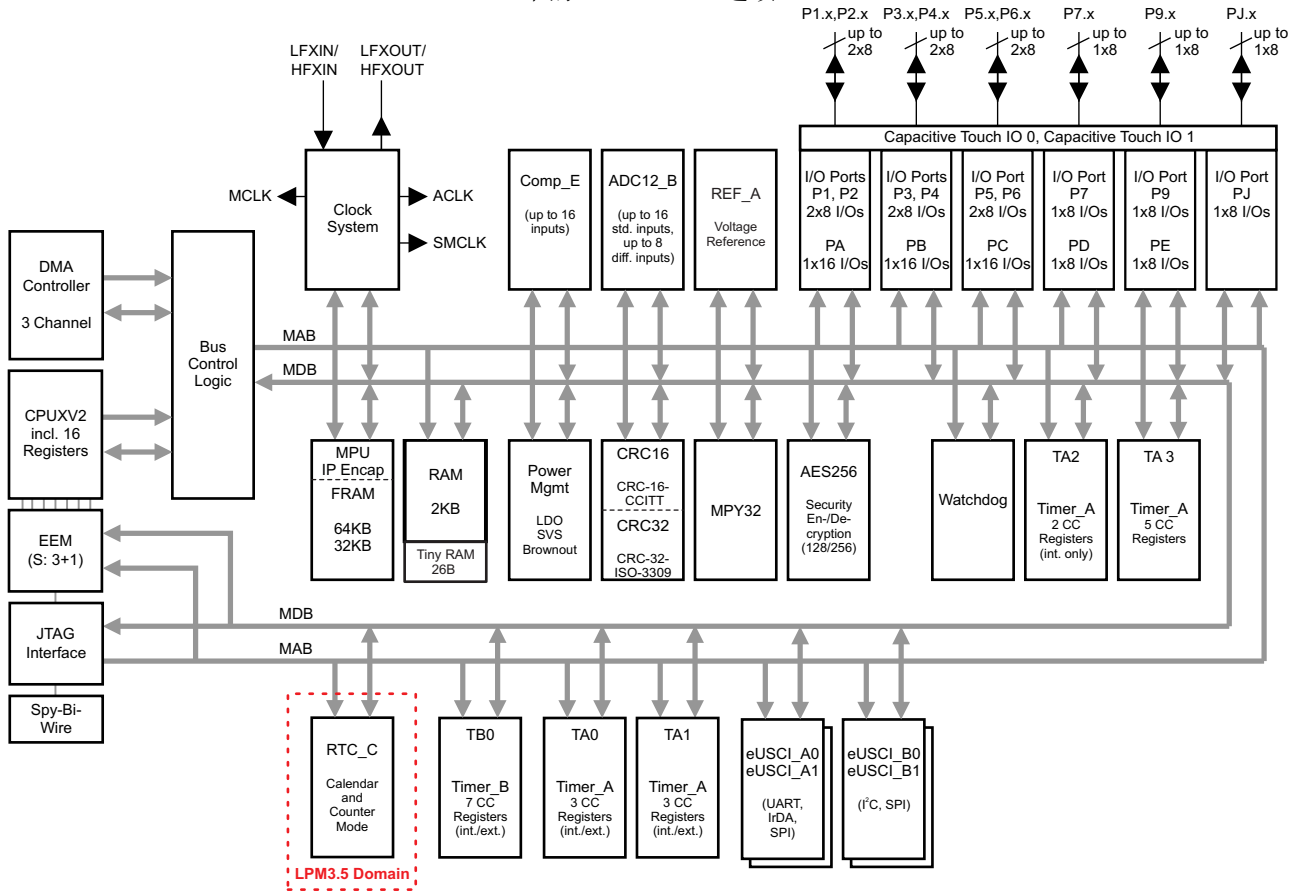 P1.x,P2.x
P3.x,P4.x
P5.x,P6.x
P7.x
P9.x
PJ.x
up to
2x8
up to
2x8
up to
2x8
up to
1x8
up to
1x8
up to
1x8
LFXIN/
HFXIN
LFXOUT/
HFXOUT
Capacitive Touch IO 0, Capacitive Touch IO 1
MCLK
Clock
System
ACLK
SMCLK
Comp_E
(up to 16
inputs)
ADC12_B
(up to 16
std. inputs,
up to 8
diff. inputs)
REF_A
Voltage
Reference
I/O Ports
P1, P2
2x8 I/Os
PA
1x16 I/Os
I/O Ports
P3, P4
2x8 I/Os
PB
1x16 I/Os
I/O Port
P5, P6
2x8 I/Os
PC
1x16 I/Os
I/O Port
P7
1x8 I/Os
PD
1x8 I/Os
I/O Port
P9
1x8 I/Os
PE
1x8 I/Os
I/O Port
PJ
1x8 I/Os
DMA
Controller
3 Channel
Bus
Control
Logic
MAB
MDB
CPUXV2
incl. 16
Registers
MPU
IP Encap
FRAM
64KB
32KB
RAM
2KB
Tiny RAM
26B
Power
Mgmt
LDO
SVS
Brownout
CRC16
CRC-16-
CCITT
CRC32
CRC-32-
ISO-3309
MPY32
AES256
Security
En-/De-
cryption
(128/256)
Watchdog
TA2
Timer_A
2 CC
Registers
(int. only)
TA 3
Timer_A
5 CC
Registers
EEM
(S: 3+1)
MDB
JTAG
Interface
MAB
Spy-Bi-
Wire
RTC_C
Calendar
and
Counter
Mode
LPM3.5 Domain
TB0
Timer_B
7 CC
Registers
(int./ext.)
TA0
Timer_A
3 CC
Registers
(int./ext.)
TA1
Timer_A
3 CC
Registers
(int./ext.)
eUSCI_A0
eUSCI_A1
(UART,
IrDA,
SPI)
eUSCI_B0
eUSCI_B1
(I²C, SPI)